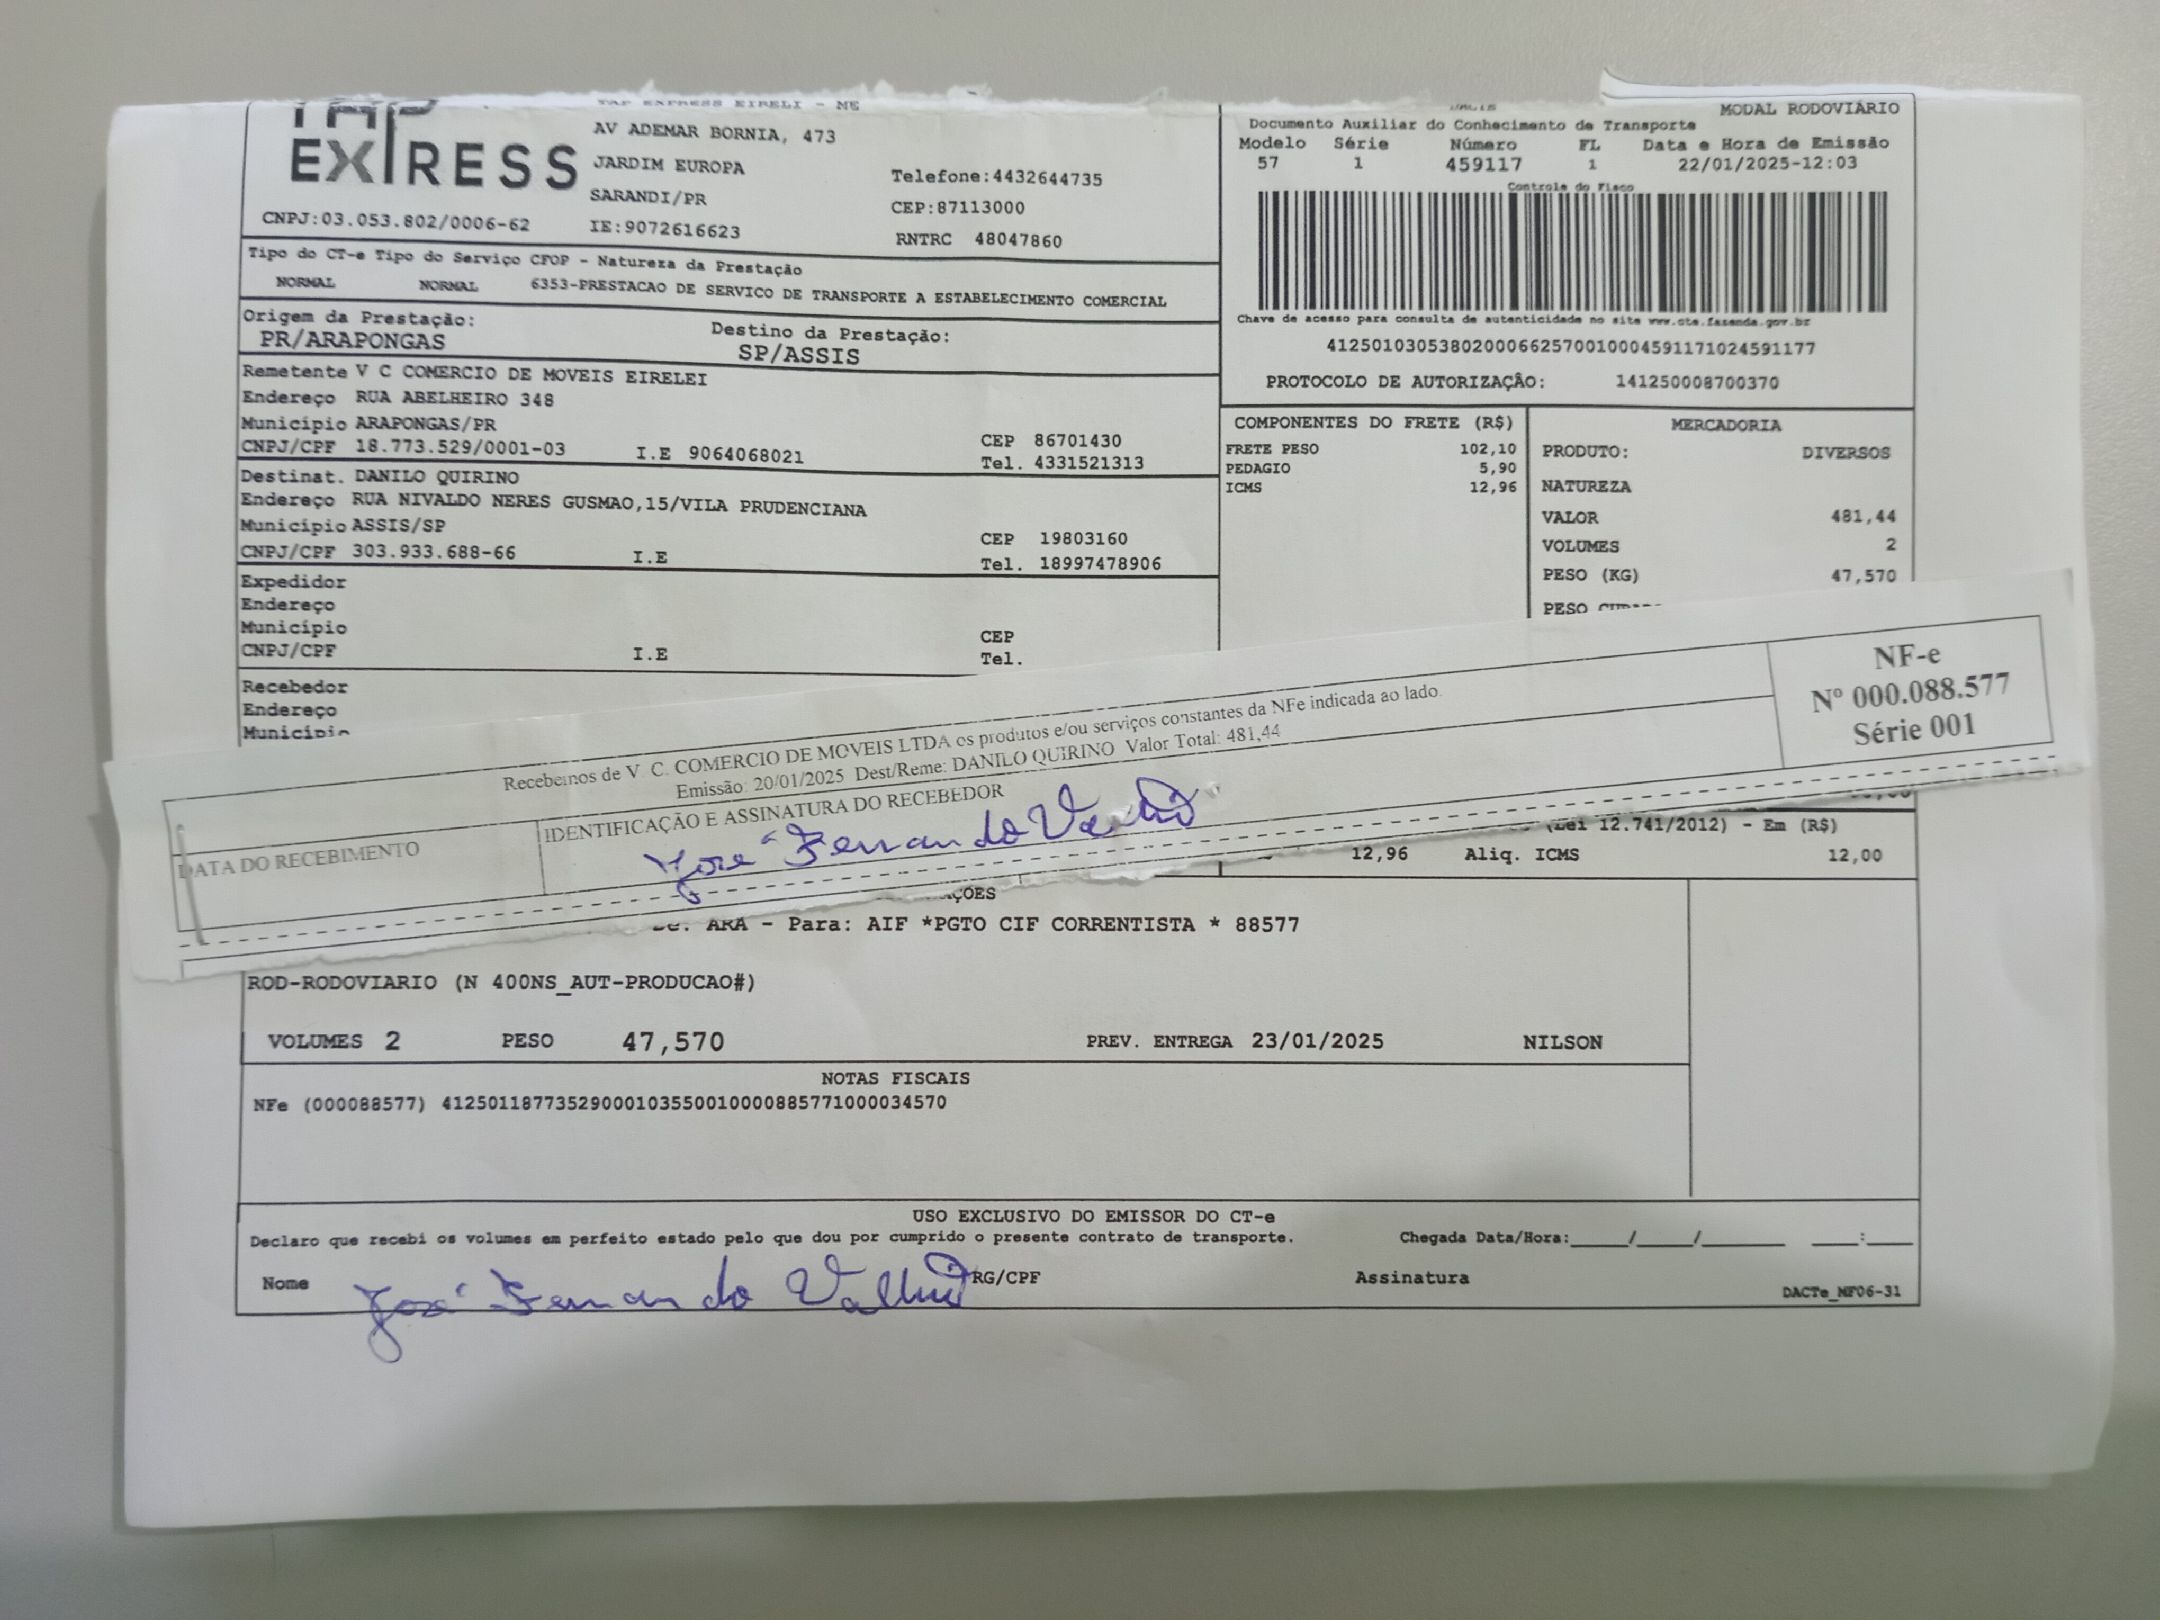 TAP EXPRESS EIRELI - ME
EXPRESS
AV ADEMAR BORNIA, 473
JARDIM EUROPA
SARANDI/PR
Telefone:4432644735
CEP:87113000
CNPJ:03.053.802/0006-62
IE:9072616623
RNTRC 48047860
MODAL RODOVIÁRIO
Documento Auxiliar do Conhecimento de Transporte
Modelo Série Número FL Data e Hora de Emissão
57 1 459117 1 22/01/2025-12:03
Controle do Fisco
Chave de acesso para consulta de autenticidade no site www.cte.fazenda.gov.br
41250103053802000662570010004591171024591177
PROTOCOLO DE AUTORIZAÇÃO: 141250008700370
Tipo do CT-e Tipo do Serviço CFOP - Natureza da Prestação
NORMAL NORMAL 6353-PRESTACAO DE SERVICO DE TRANSPORTE A ESTABELECIMENTO COMERCIAL
Origem da Prestação: Destino da Prestação:
PR/ARAPONGAS SP/ASSIS
Remetente V C COMERCIO DE MOVEIS EIRELEI
Endereço RUA ABELHEIRO 348
Município ARAPONGAS/PR CEP 86701430
CNPJ/CPF 18.773.529/0001-03 I.E 9064068021 Tel. 4331521313
Destinat. DANILO QUIRINO
Endereço RUA NIVALDO NERES GUSMAO,15/VILA PRUDENCIANA
Município ASSIS/SP CEP 19803160
CNPJ/CPF 303.933.688-66 I.E Tel. 18997478906
Expedidor
Endereço
Município CEP
CNPJ/CPF I.E Tel.
Recebedor
Endereço
Município
COMPONENTES DO FRETE (R$)
FRETE PESO 102,10
PEDAGIO 5,90
ICMS 12,96
MERCADORIA
PRODUTO: DIVERSOS
NATUREZA
VALOR 481,44
VOLUMES 2
PESO (KG) 47,570
PESO
Recebemos de V. C. COMERCIO DE MOVEIS LTDA os produtos e/ou serviços constantes da NFe indicada ao lado.
Emissão: 20/01/2025 Dest/Reme: DANILO QUIRINO Valor Total: 481,44
NF-e
Nº 000.088.577
Série 001
DATA DO RECEBIMENTO
IDENTIFICAÇÃO E ASSINATURA DO RECEBEDOR
José Fernando
(Lei 12.741/2012) - Em (R$)
12,96 Aliq. ICMS 12,00
ARA - Para: AIF *PGTO CIF CORRENTISTA * 88577
ROD-RODOVIARIO (N 400NS_AUT-PRODUCAO#)
VOLUMES 2 PESO 47,570 PREV. ENTREGA 23/01/2025 NILSON
NOTAS FISCAIS
NFe (000088577) 41250118773529000103550010000885771000034570
USO EXCLUSIVO DO EMISSOR DO CT-e
Declaro que recebi os volumes em perfeito estado pelo que dou por cumprido o presente contrato de transporte. Chegada Data/Hora:_____/_____/_______ ____:____
Nome José Fernando RG/CPF Assinatura
DACTe_NF06-31